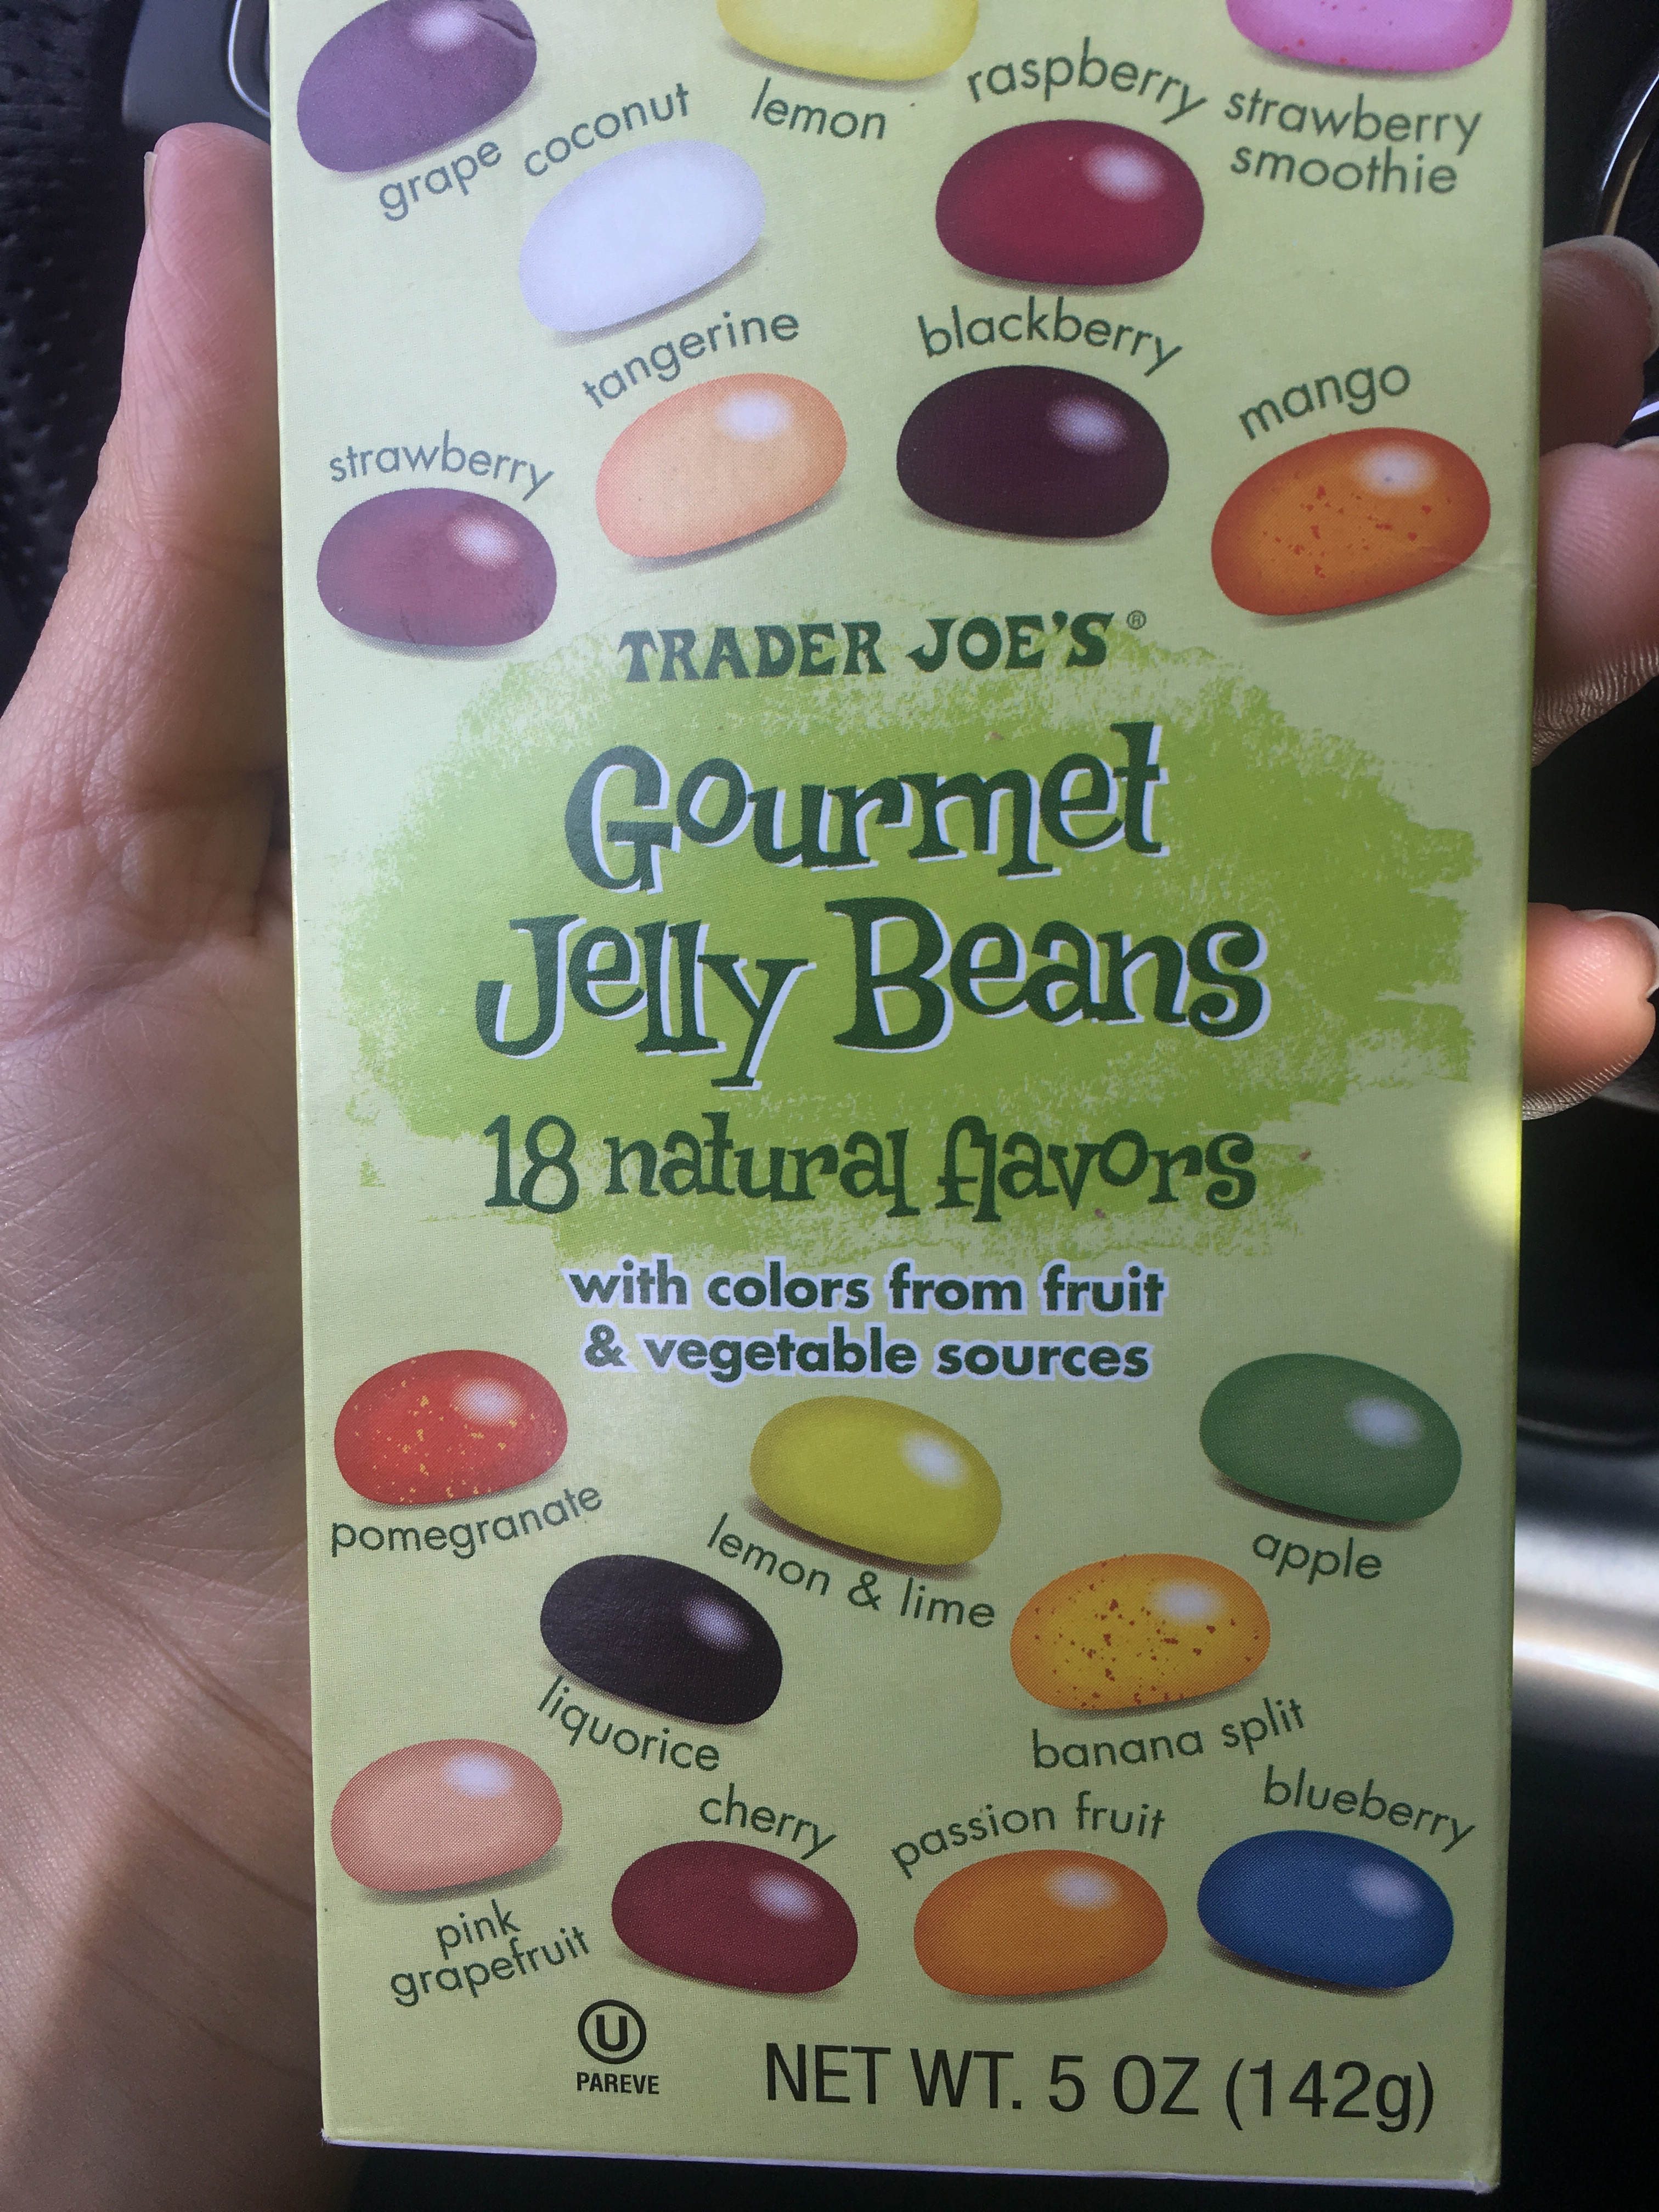 grape
coconut
lemon
raspberry
strawberry
smoothie
tangerine
blackberry
mango
strawberry
TRADER JOE'S®
Gourmet
Jelly Beans
18 natural flavors
with colors from fruit
& vegetable sources
pomegranate
lemon & lime
apple
liquorice
banana split
pink
grapefruit
cherry
passion fruit
blueberry
U
PAREVE
NET WT. 5 OZ (142g)